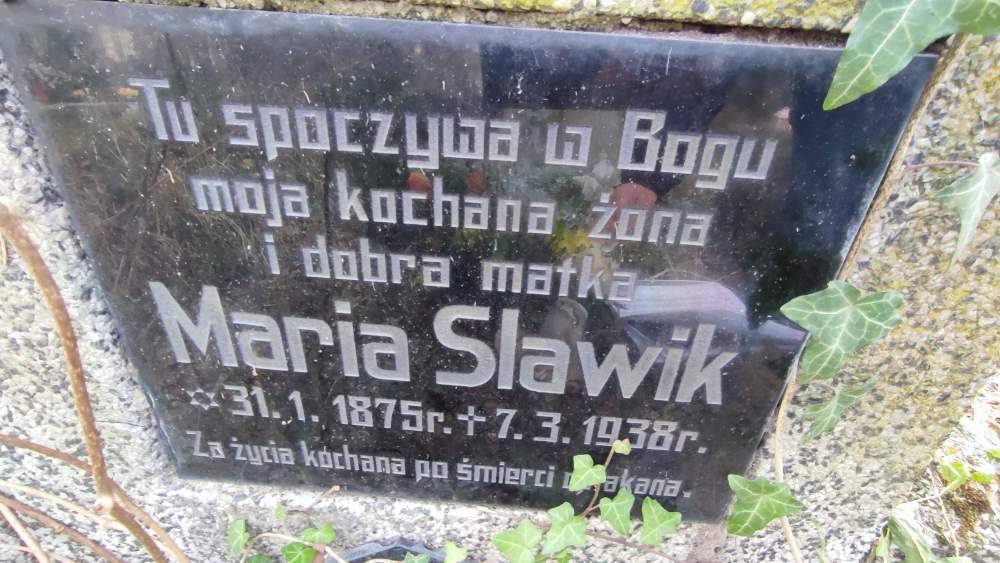 Tu spoczywa w Bogu
moja kochana żona
i dobra matka
Maria Slawik
✡ 31. 1. 1875r. ✝ 7. 3. 1938r.
Za życia kochana po śmierci